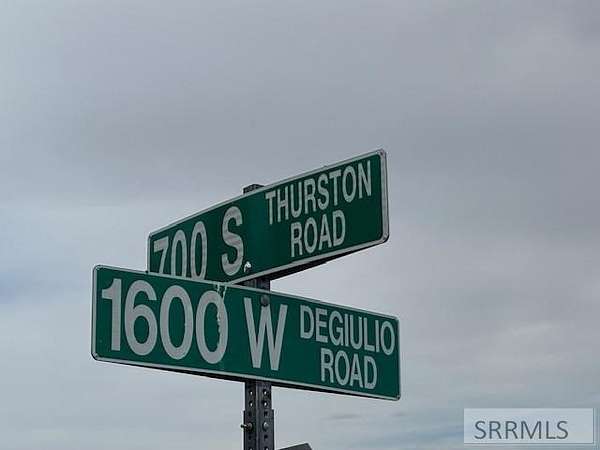 700 S THURSTON
ROAD
1600 W DEGIULIO
ROAD
SRRMLS